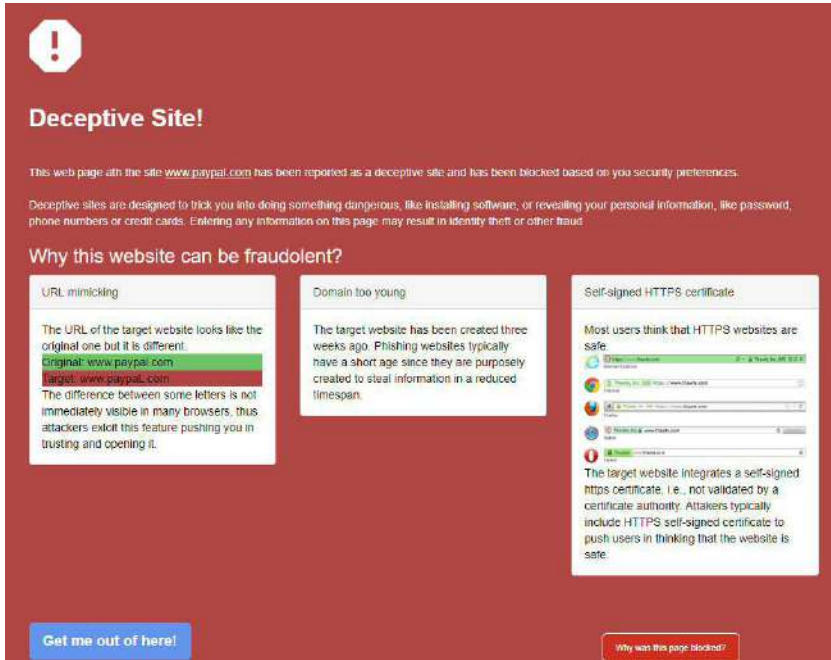 Deceptive Site!
This web page ath the site www.paypal.com has been reported as a deceptive site and has been blocked based on you security preferences.
Deceptive sites are designed to trick you into doing something dangerous, like installing software, or revealing your personal information, like password,
phone numbers or credit cards. Entering any information on this page may result in identity theft or other fraud
Why this website can be fraudolent?
URL mimicking
The URL of the target website looks like the
original one but it is different.
Original: www.paypal.com
Target: www.paypaL.com
The difference between some letters is not
immediately visible in many browsers, thus
attackers exloit this feature pushing you in
trusting and opening it.
Domain too young
The target website has been created three
weeks ago. Phishing websites typically
have a short age since they are purposely
created to steal information in a reduced
timespan.
Self-signed HTTPS certificate
Most users think that HTTPS websites are
safe.
The target website integrates a self-signed
https certificate, i.e., not validated by a
certificate authority. Attakers typically
include HTTPS self-signed certificate to
push users in thinking that the website is
safe.
Get me out of here!
Why was this page blocked?